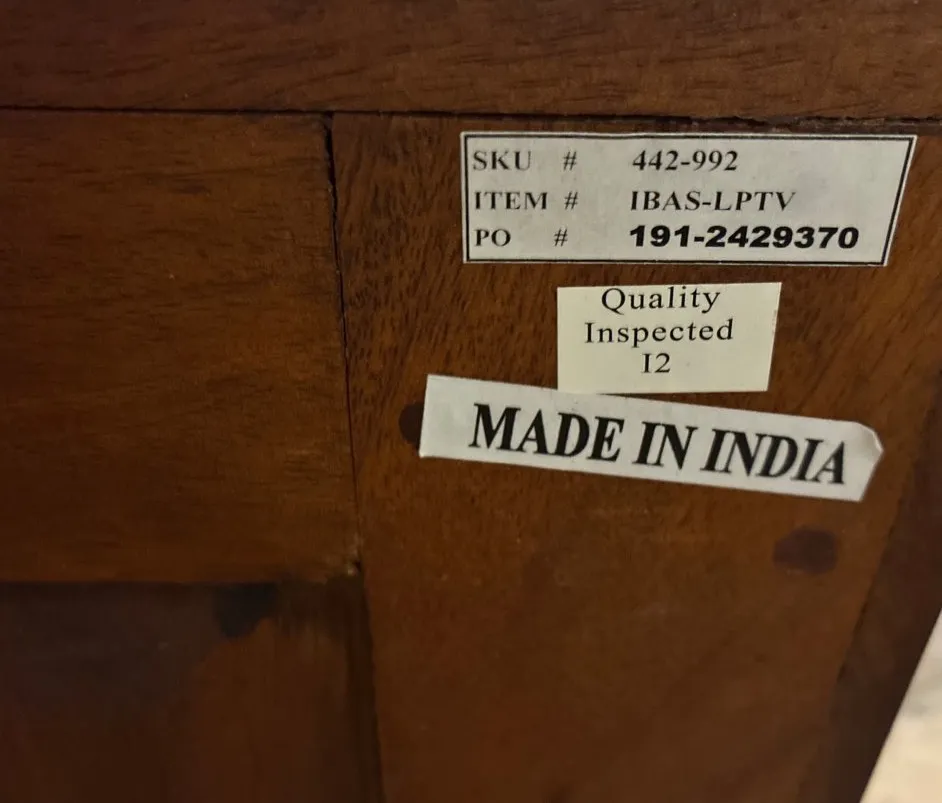 SKU # 442-992
ITEM # IBAS-LPTV
PO # 191-2429370
Quality
Inspected
I2
MADE IN INDIA